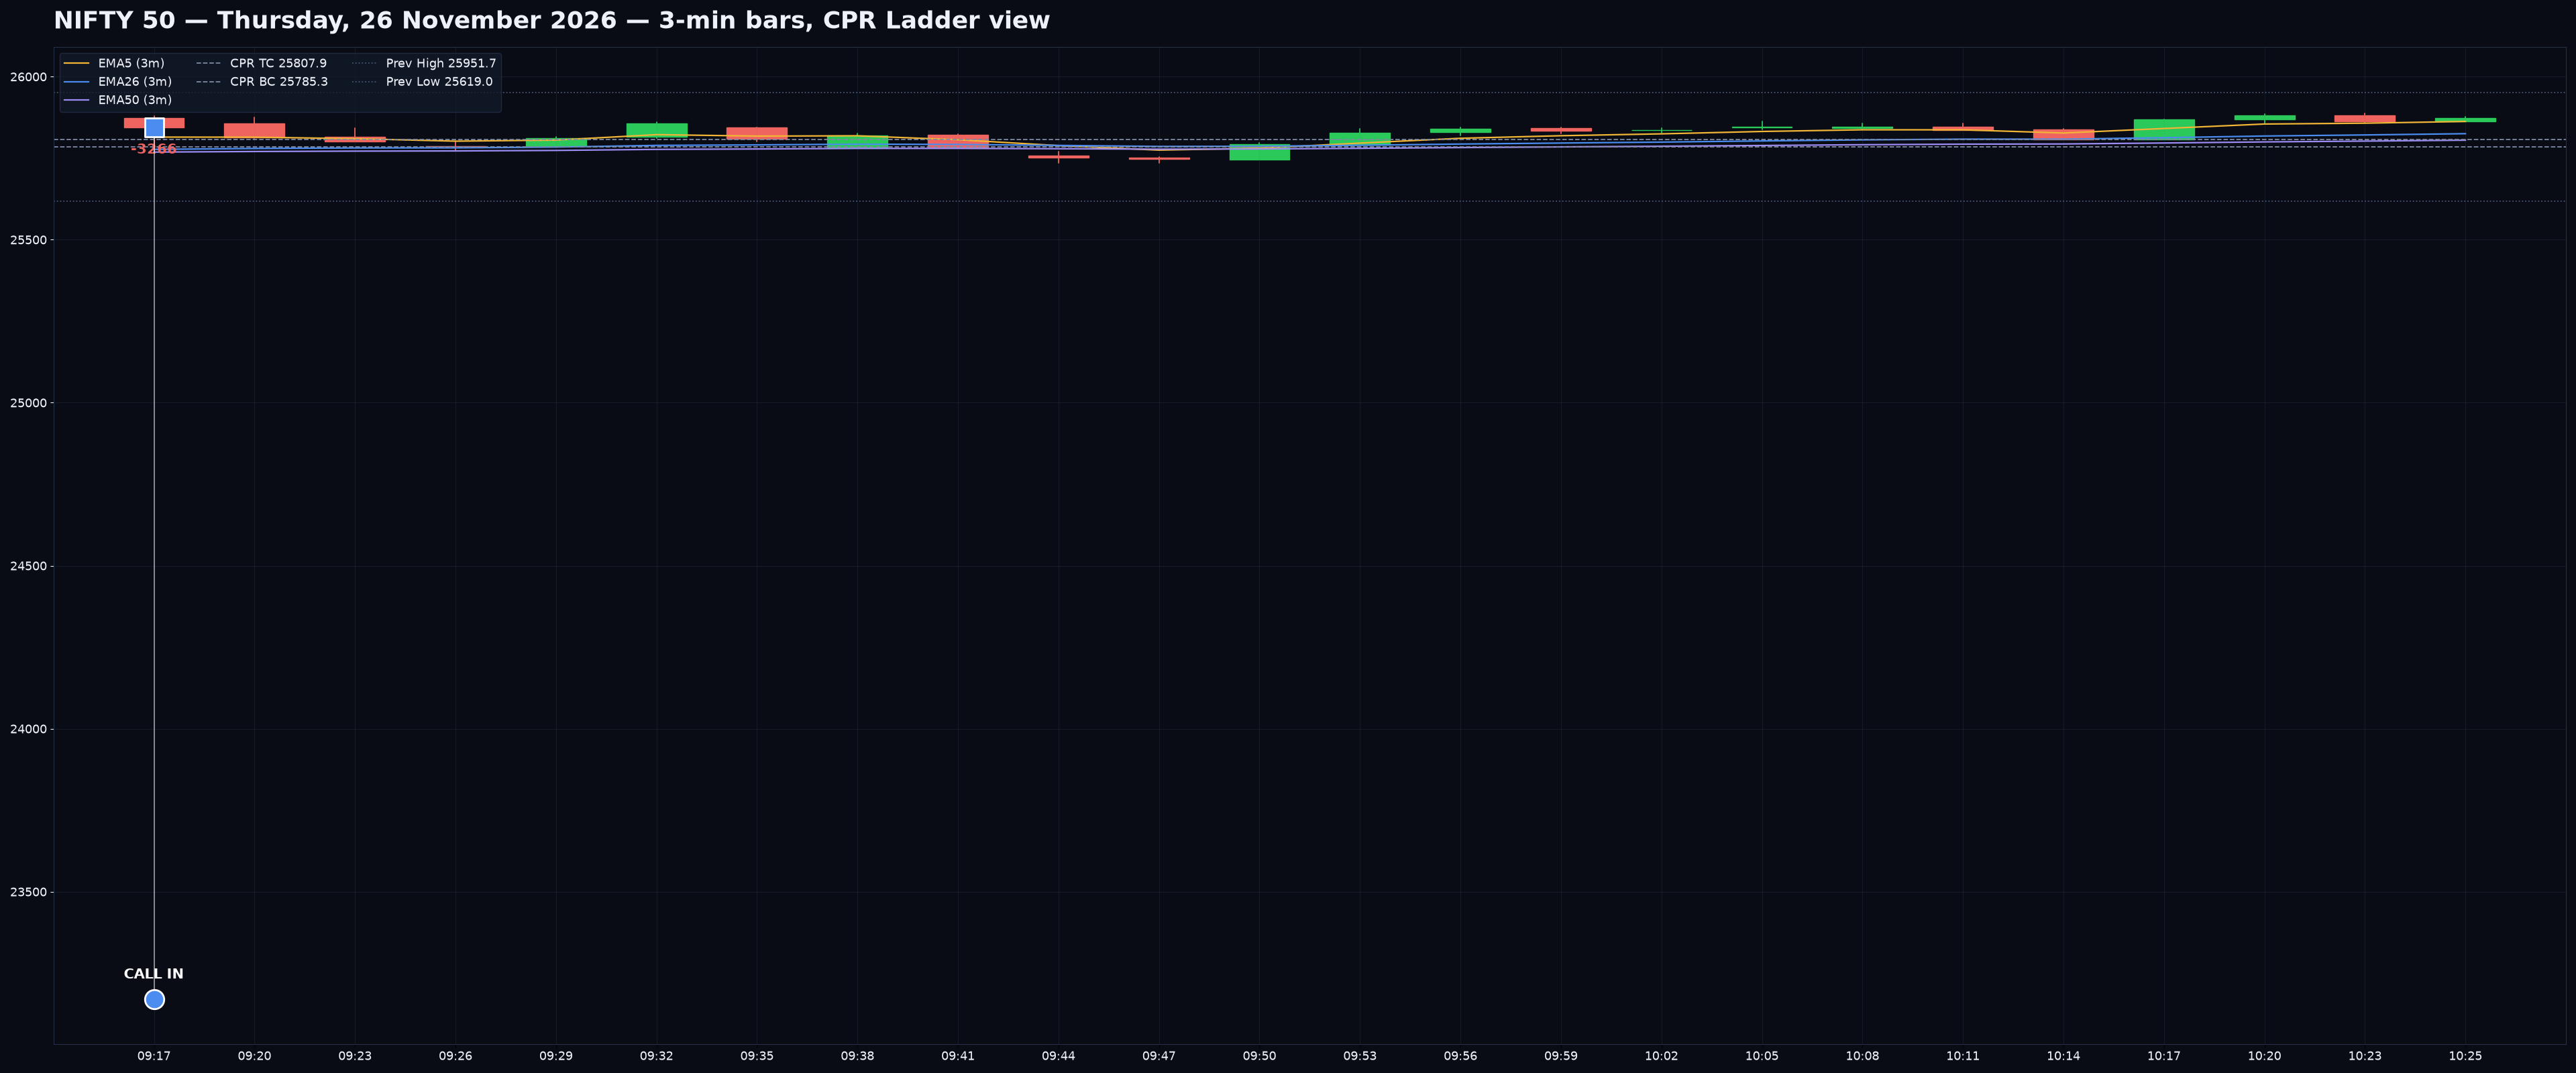 NIFTY 50 — Thursday, 26 November 2026 — 3-min bars, CPR Ladder view
EMA5 (3m) CPR TC 25807.9 Prev High 25951.7
EMA26 (3m) CPR BC 25785.3 Prev Low 25619.0
EMA50 (3m)
26000
-3266
25500
25000
24500
24000
23500
CALL IN
09:17 09:20 09:23 09:26 09:29 09:32 09:35 09:38 09:41 09:44 09:47 09:50 09:53 09:56 09:59 10:02 10:05 10:08 10:11 10:14 10:17 10:20 10:23 10:25